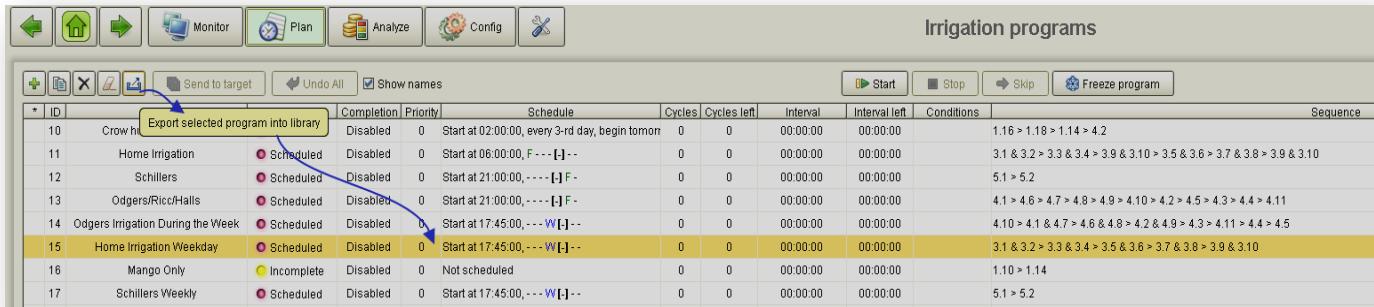 Monitor Plan Analyze Config Irrigation programs
Send to target Undo All Show names Start Stop Skip Freeze program
* ID Completion Priority Schedule Cycles Cycles left Interval Interval left Conditions Sequence
Export selected program into library
10 Crow Disabled 0 Start at 02:00:00, every 3-rd day, begin tomorr 0 0 00:00:00 00:00:00 1.16 > 1.18 > 1.14 > 4.2
11 Home Irrigation Scheduled Disabled 0 Start at 06:00:00, F - - - [-] - - 0 0 00:00:00 00:00:00 3.1 & 3.2 > 3.3 & 3.4 > 3.9 & 3.10 > 3.5 & 3.6 > 3.7 & 3.8 > 3.9 & 3.10
12 Schillers Scheduled Disabled 0 Start at 21:00:00, - - - - [-] F - 0 0 00:00:00 00:00:00 5.1 > 5.2
13 Odgers/Ricc/Halls Scheduled Disabled 0 Start at 21:00:00, - - - - [-] F - 0 0 00:00:00 00:00:00 4.1 > 4.6 > 4.7 > 4.8 > 4.9 > 4.10 > 4.2 > 4.5 > 4.3 > 4.4 > 4.11
14 Odgers Irrigation During the Week Scheduled Disabled 0 Start at 17:45:00, - - - W [-] - - 0 0 00:00:00 00:00:00 4.10 > 4.1 & 4.7 > 4.6 & 4.8 > 4.2 & 4.9 > 4.3 > 4.11 > 4.4 > 4.5
15 Home Irrigation Weekday Scheduled Disabled 0 Start at 17:45:00, - - - W [-] - - 0 0 00:00:00 00:00:00 3.1 & 3.2 > 3.3 & 3.4 > 3.5 & 3.6 > 3.7 & 3.8 > 3.9 & 3.10
16 Mango Only Incomplete Disabled 0 Not scheduled 0 0 00:00:00 00:00:00 1.10 > 1.14
17 Schillers Weekly Scheduled Disabled 0 Start at 17:45:00, - - - W [-] - - 0 0 00:00:00 00:00:00 5.1 > 5.2